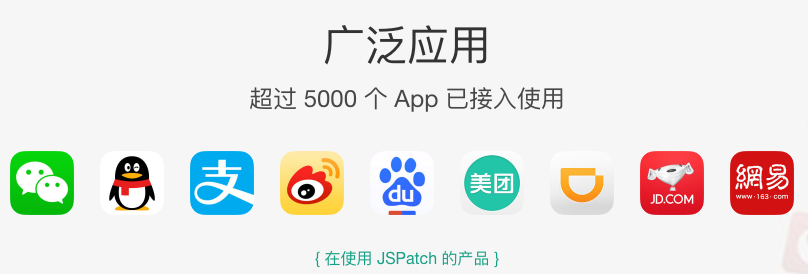 广泛应用
超过 5000 个 App 已接入使用
支
du
美团
JD.COM
網易
www·163·com
{ 在使用 JSPatch 的产品 }